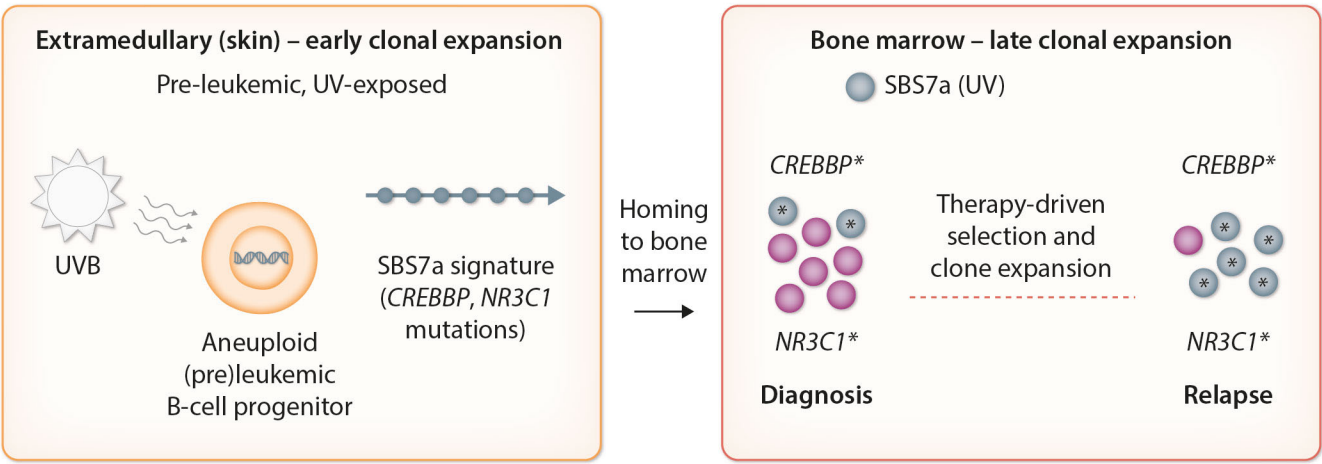 Extramedullary (skin) – early clonal expansion
Pre-leukemic, UV-exposed
UVB
Aneuploid
(pre)leukemic
B-cell progenitor
SBS7a signature
(CREBBP, NR3C1
mutations)
Homing
to bone
marrow
Bone marrow – late clonal expansion
SBS7a (UV)
CREBBP*
*
*
NR3C1*
Diagnosis
Therapy-driven
selection and
clone expansion
CREBBP*
*
*
*
*
*
NR3C1*
Relapse